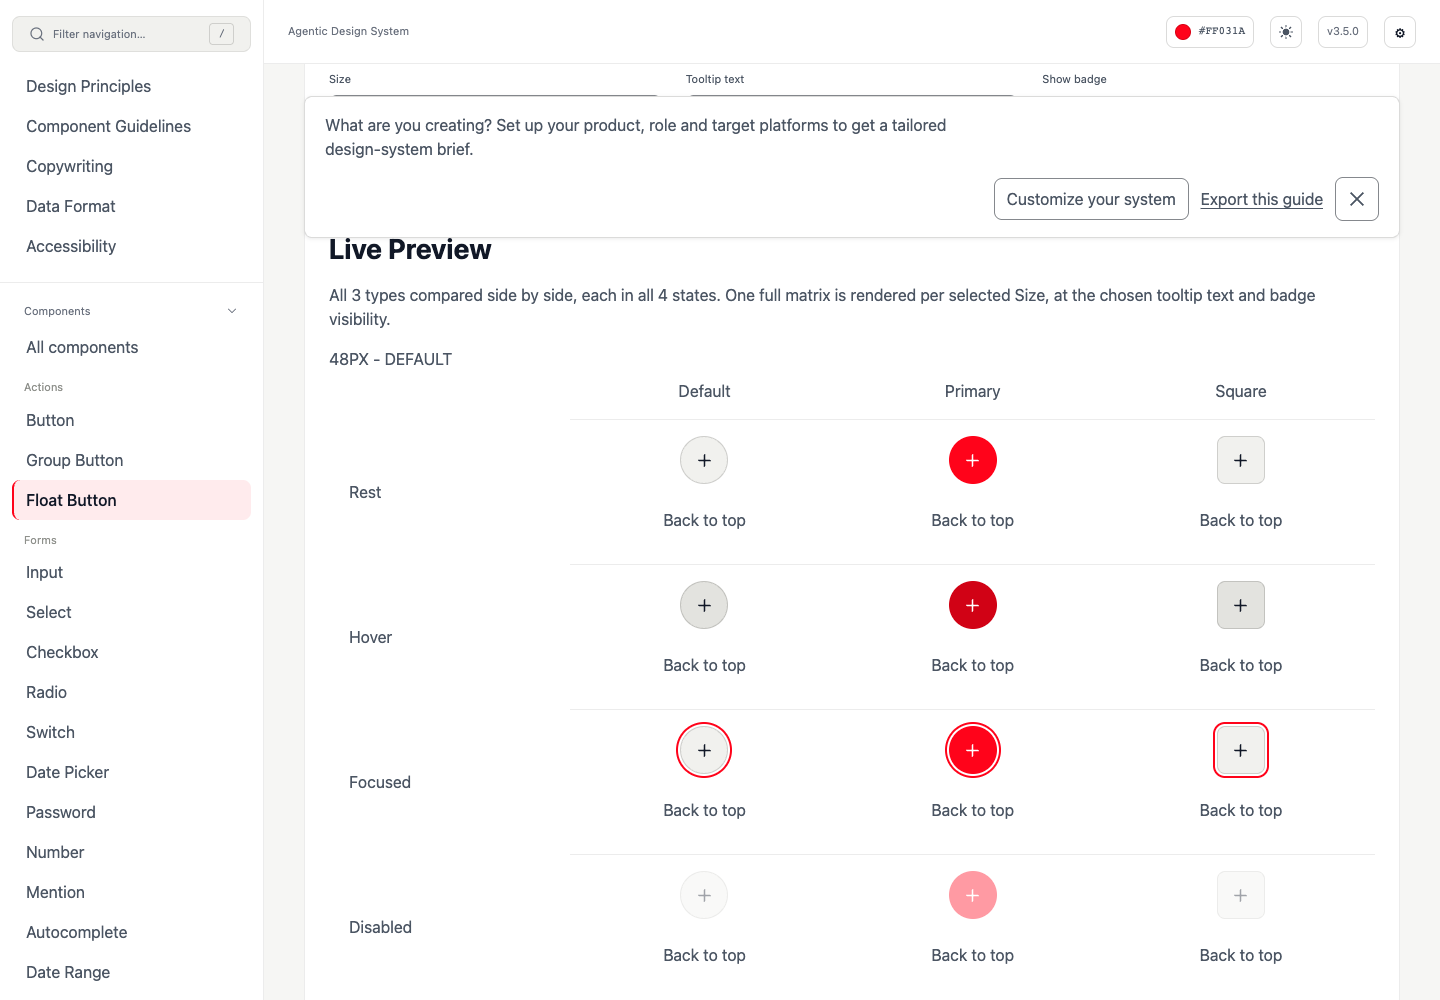 Filter navigation...
/
Agentic Design System
#FF031A
v3.5.0
Design Principles
Component Guidelines
Copywriting
Data Format
Accessibility
Components
All components
Actions
Button
Group Button
Float Button
Forms
Input
Select
Checkbox
Radio
Switch
Date Picker
Password
Number
Mention
Autocomplete
Date Range
Size
Tooltip text
Show badge
What are you creating? Set up your product, role and target platforms to get a tailored
design-system brief.
Customize your system
Export this guide
Live Preview
All 3 types compared side by side, each in all 4 states. One full matrix is rendered per selected Size, at the chosen tooltip text and badge
visibility.
48PX - DEFAULT
Default Primary Square
Rest
Back to top Back to top Back to top
Hover
Back to top Back to top Back to top
Focused
Back to top Back to top Back to top
Disabled
Back to top Back to top Back to top